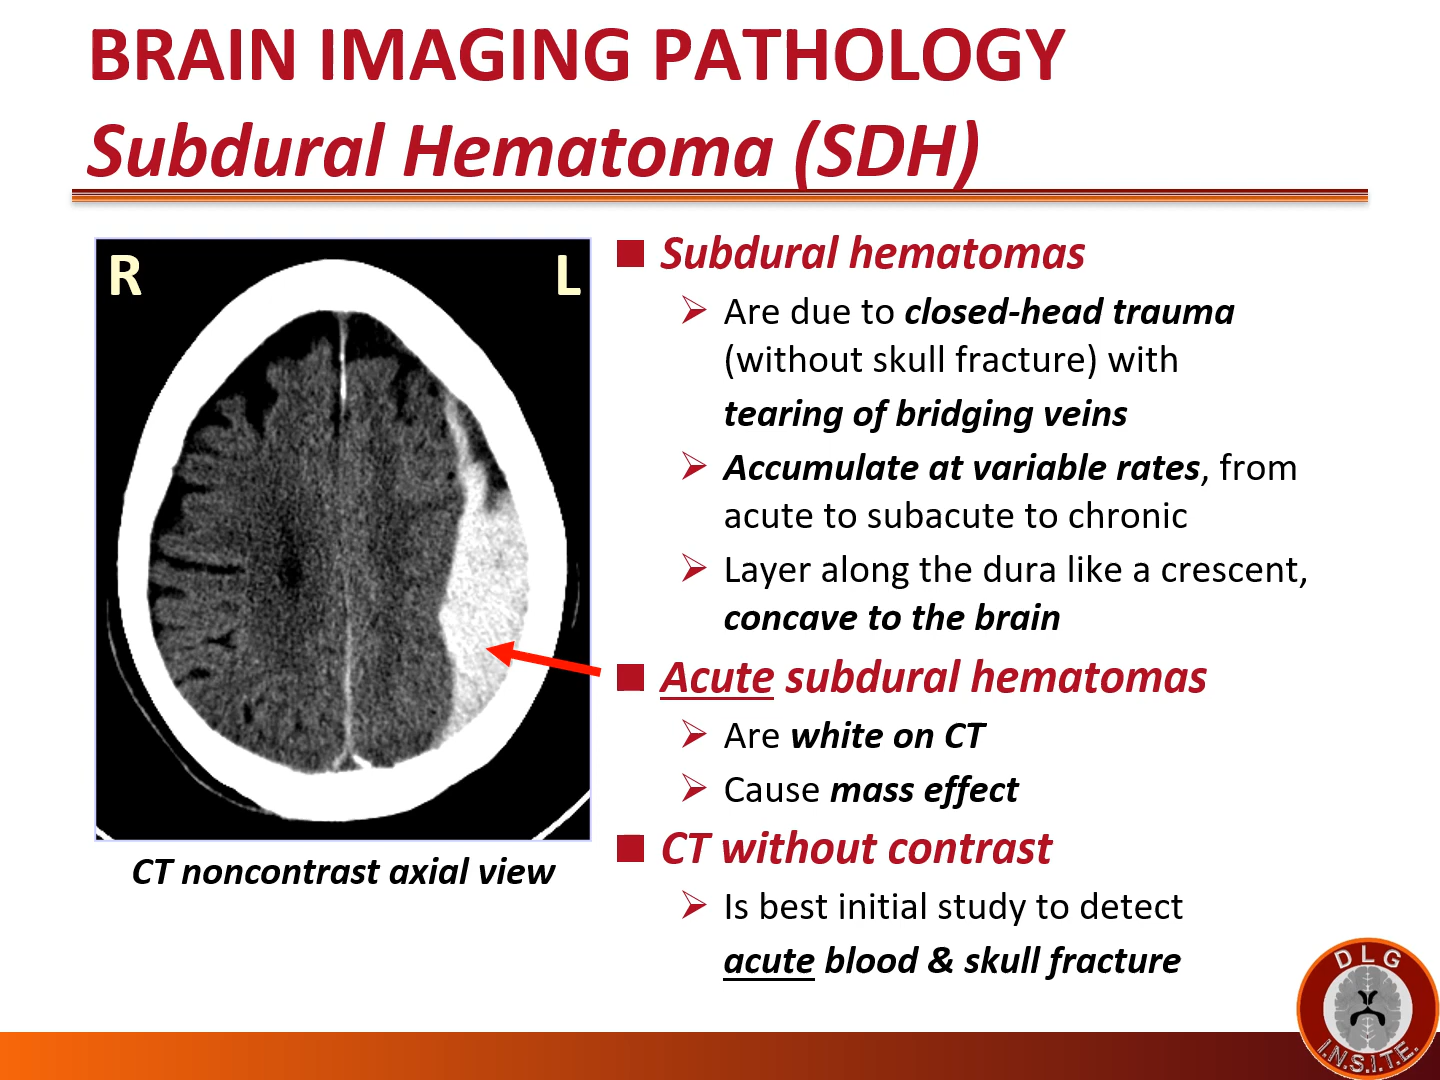 BRAIN IMAGING PATHOLOGY
Subdural Hematoma (SDH)
R
L
CT noncontrast axial view
Subdural hematomas
Are due to closed-head trauma
(without skull fracture) with
tearing of bridging veins
Accumulate at variable rates, from
acute to subacute to chronic
Layer along the dura like a crescent,
concave to the brain
Acute subdural hematomas
Are white on CT
Cause mass effect
CT without contrast
Is best initial study to detect
acute blood & skull fracture
DLG
I.N.S.I.T.E.